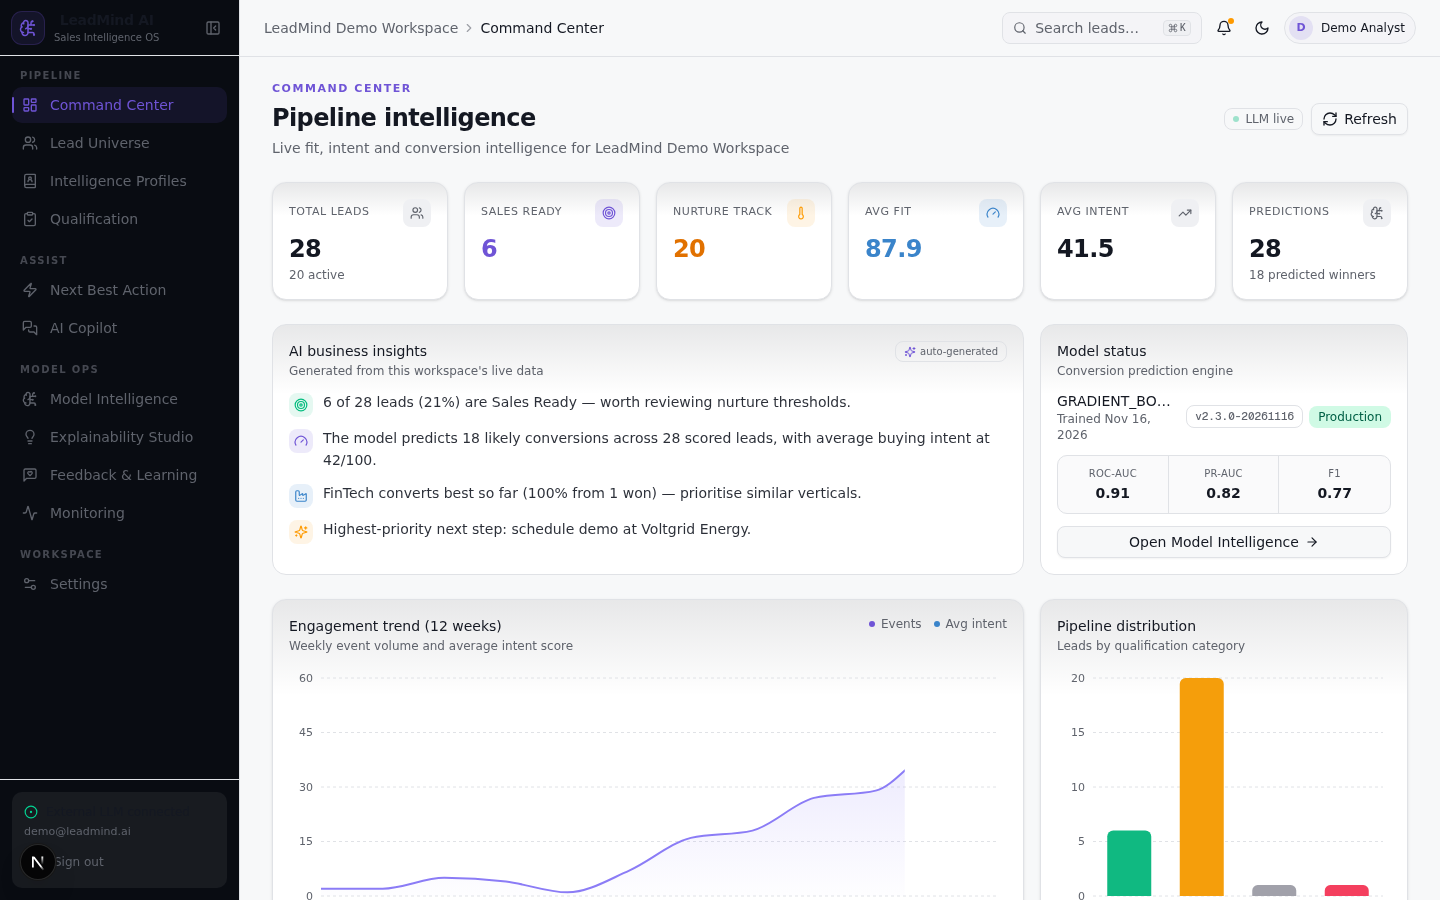 LeadMind AI
Sales Intelligence OS
PIPELINE
Command Center
Lead Universe
Intelligence Profiles
Qualification
ASSIST
Next Best Action
AI Copilot
MODEL OPS
Model Intelligence
Explainability Studio
Feedback & Learning
Monitoring
WORKSPACE
Settings
demo@leadmind.ai
Sign out
LeadMind Demo Workspace > Command Center
Search leads...
⌘K
D
Demo Analyst
COMMAND CENTER
Pipeline intelligence
Live fit, intent and conversion intelligence for LeadMind Demo Workspace
LLM live
Refresh
TOTAL LEADS
28
20 active
SALES READY
6
NURTURE TRACK
20
AVG FIT
87.9
AVG INTENT
41.5
PREDICTIONS
28
18 predicted winners
AI business insights
auto-generated
Generated from this workspace's live data
6 of 28 leads (21%) are Sales Ready — worth reviewing nurture thresholds.
The model predicts 18 likely conversions across 28 scored leads, with average buying intent at
42/100.
FinTech converts best so far (100% from 1 won) — prioritise similar verticals.
Highest-priority next step: schedule demo at Voltgrid Energy.
Model status
Conversion prediction engine
GRADIENT_BO...
Trained Nov 16,
2026
v2.3.0-20261116
Production
ROC-AUC
0.91
PR-AUC
0.82
F1
0.77
Open Model Intelligence →
Engagement trend (12 weeks)
Weekly event volume and average intent score
Events
Avg intent
60
45
30
15
0
Pipeline distribution
Leads by qualification category
20
15
10
5
0
N